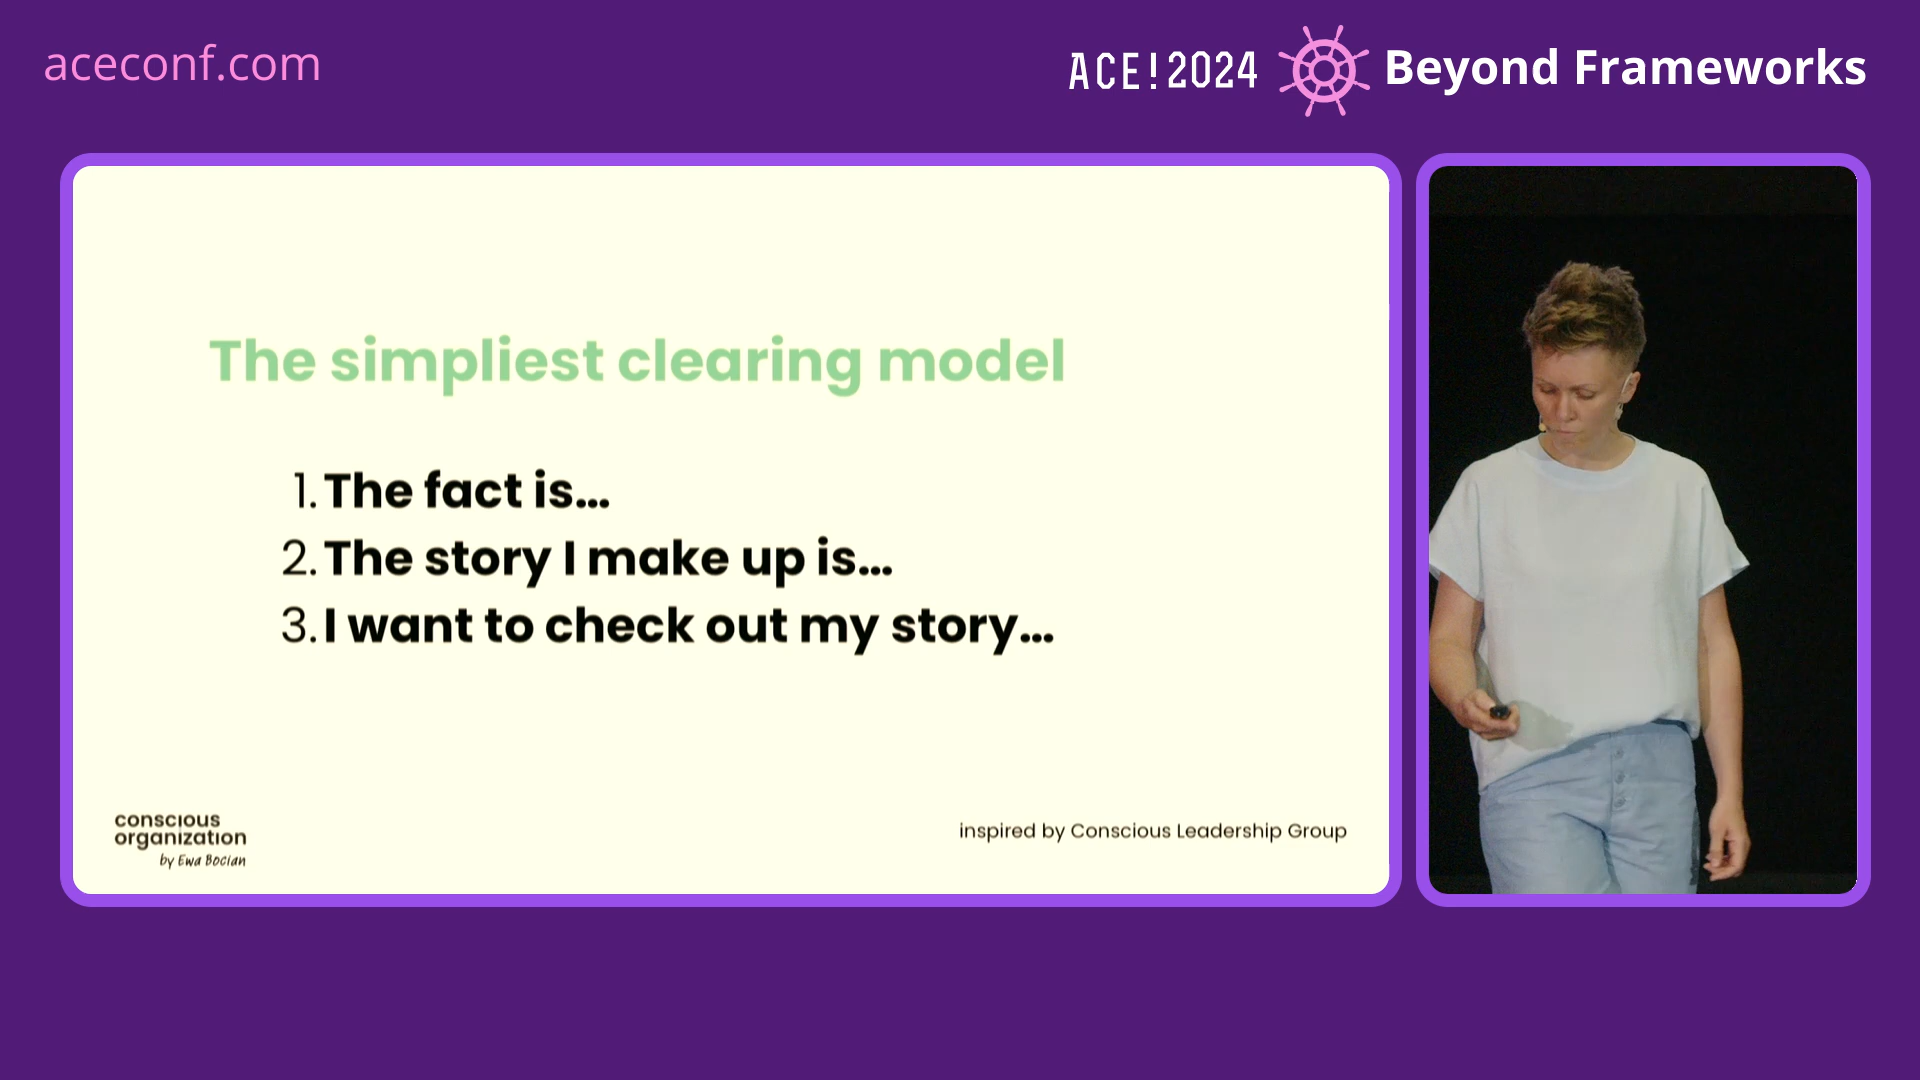 aceconf.com
ACE!2024 Beyond Frameworks
The simpliest clearing model
1. The fact is...
2. The story I make up is...
3. I want to check out my story...
conscious
organization
by Ewa Bocian
inspired by Conscious Leadership Group